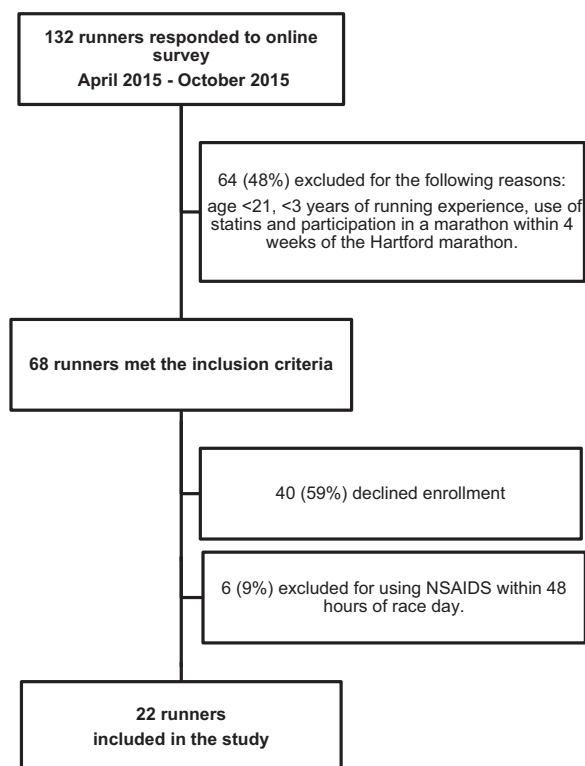 132 runners responded to online
survey
April 2015 - October 2015
64 (48%) excluded for the following reasons:
age <21, <3 years of running experience, use of
statins and participation in a marathon within 4
weeks of the Hartford marathon.
68 runners met the inclusion criteria
40 (59%) declined enrollment
6 (9%) excluded for using NSAIDS within 48
hours of race day.
22 runners
included in the study